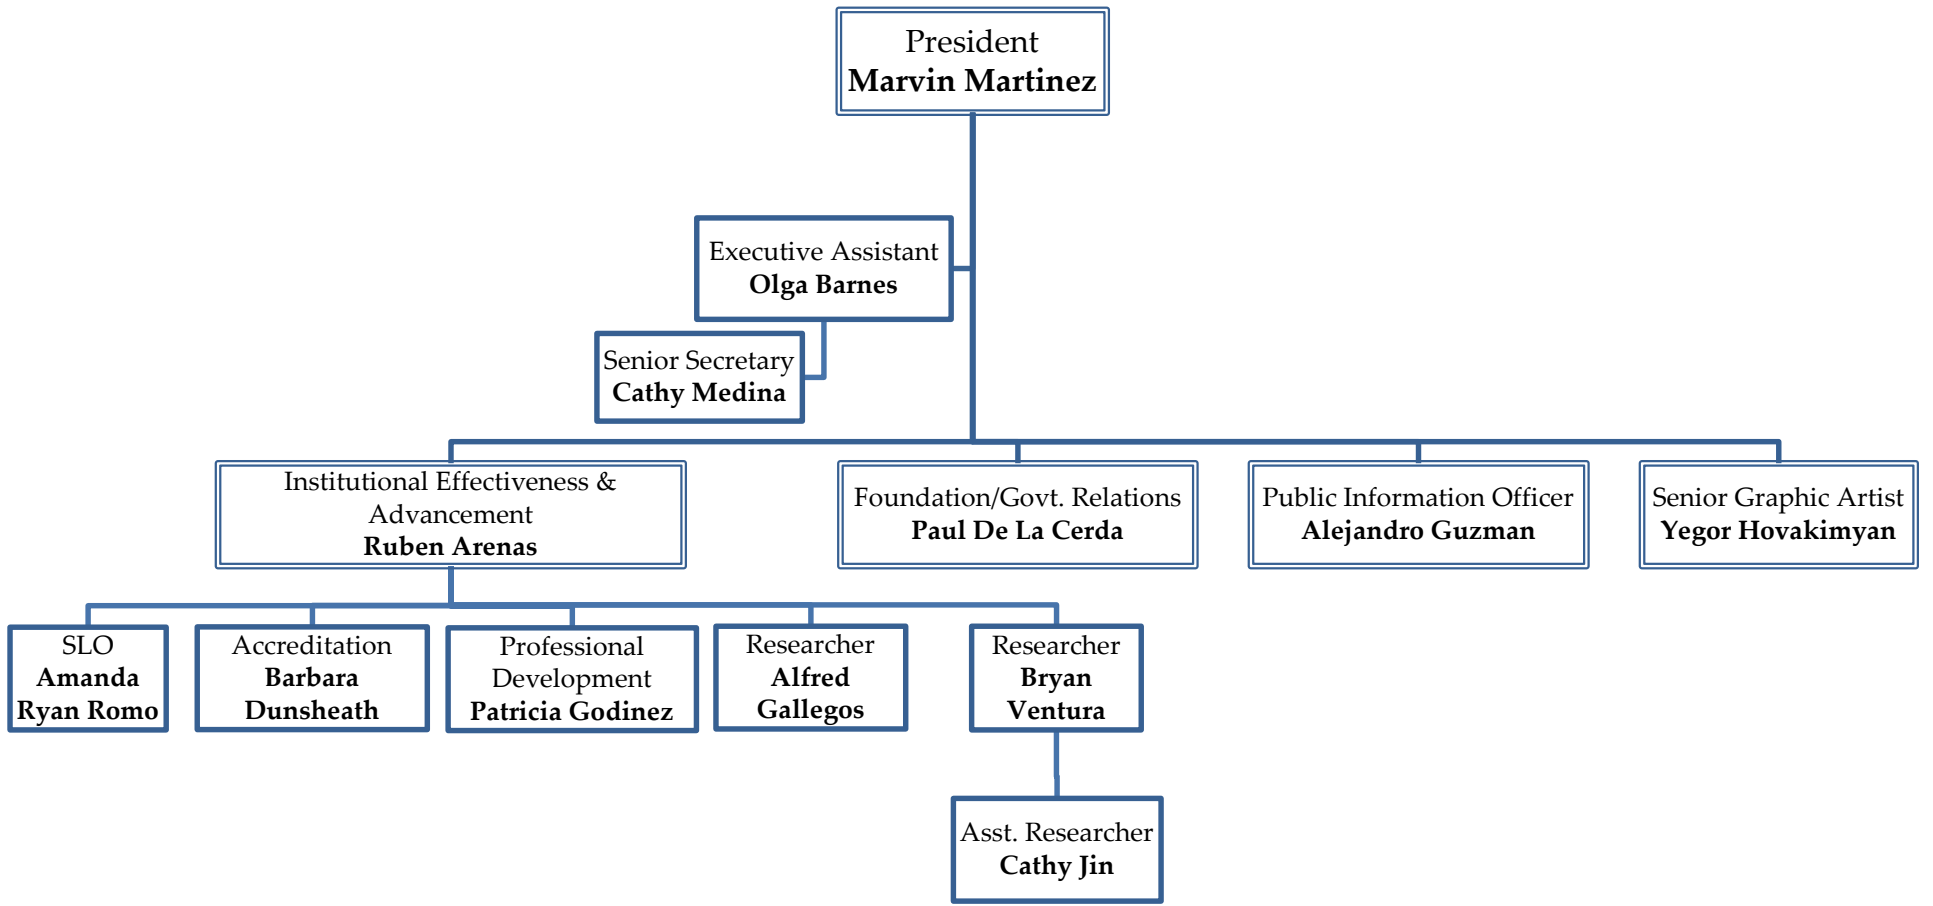 President
Marvin Martinez
Executive Assistant
Olga Barnes
Senior Secretary
Cathy Medina
Institutional Effectiveness &
Advancement
Ruben Arenas
Foundation/Govt. Relations
Paul De La Cerda
Public Information Officer
Alejandro Guzman
Senior Graphic Artist
Yegor Hovakimyan
SLO
Amanda
Ryan Romo
Accreditation
Barbara
Dunsheath
Professional
Development
Patricia Godinez
Researcher
Alfred
Gallegos
Researcher
Bryan
Ventura
Asst. Researcher
Cathy Jin